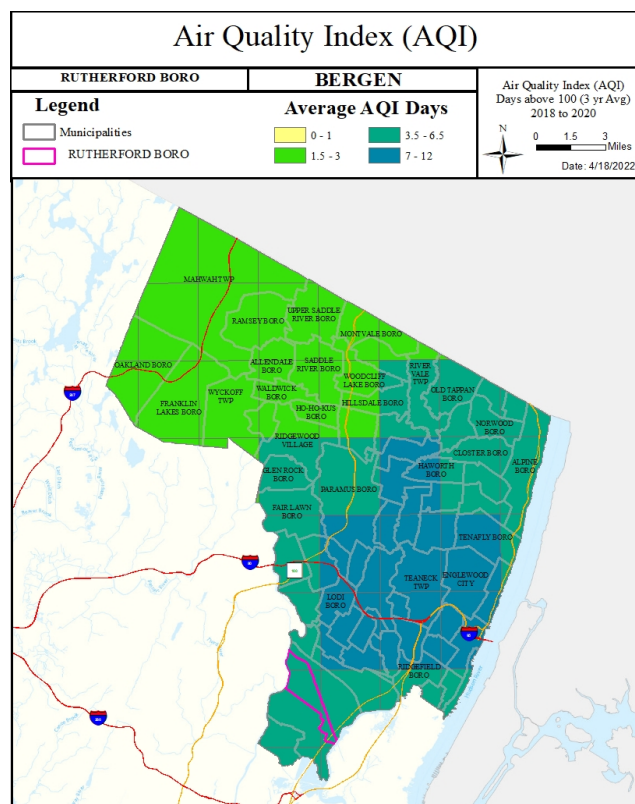 Air Quality Index (AQI)
RUTHERFORD BORO
BERGEN
Legend
Municipalities
RUTHERFORD BORO
Average AQI Days
0 - 1
1.5 - 3
3.5 - 6.5
7 - 12
Air Quality Index (AQI)
Days above 100 (3 yr Avg)
2018 to 2020
N
0 1.5 3
Miles
Date: 4/18/2022
MAHWAH TWP
RAMSEY BORO
UPPER SADDLE
RIVER BORO
MONTVALE BORO
OAKLAND BORO
ALLENDALE
BORO
SADDLE
RIVER BORO
WOODCLIFF
LAKE BORO
RIVER
VALE
TWP
OLD TAPPAN
BORO
FRANKLIN
LAKES BORO
WYCKOFF
TWP
WALDWICK
BORO
HO-HO-KUS
BORO
HILLSDALE BORO
NORWOOD
BORO
RIDGEWOOD
VILLAGE
CLOSTER BORO
HAWORTH
BORO
ALPINE
BORO
GLEN ROCK
BORO
PARAMUS BORO
FAIR LAWN
BORO
TENAFLY BORO
TEANECK
TWP
ENGLEWOOD
CITY
LODI
BORO
RIDGEFIELD
BORO
287
80